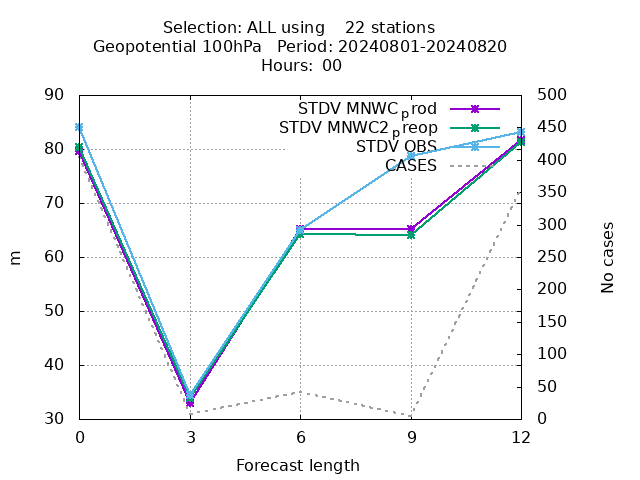 Selection: ALL using    22 stations
Geopotential 100hPa   Period: 20240801-20240820
Hours: 00
90 500
STDV MNWCprod
450
STDV MNWC2preop
STDV OBS
80 400
CASES
350
70 300
60 250
200
50 150
40 100
50
30 0
m
No cases
0 3 6 9 12
Forecast length